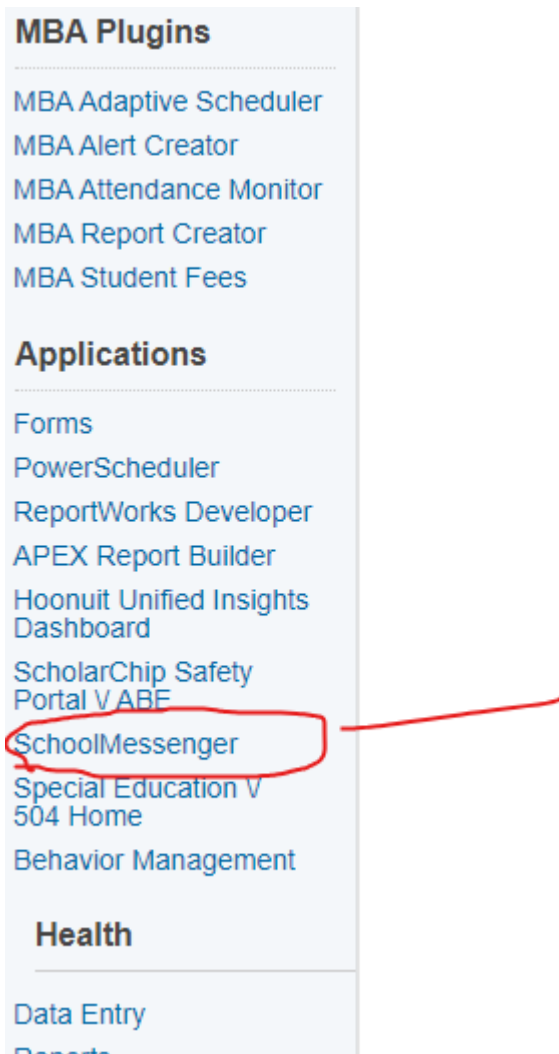 MBA Plugins
MBA Adaptive Scheduler
MBA Alert Creator
MBA Attendance Monitor
MBA Report Creator
MBA Student Fees
Applications
Forms
PowerScheduler
ReportWorks Developer
APEX Report Builder
Hoonuit Unified Insights
Dashboard
ScholarChip Safety
Portal \/ ABE
SchoolMessenger
Special Education \/
504 Home
Behavior Management
Health
Data Entry